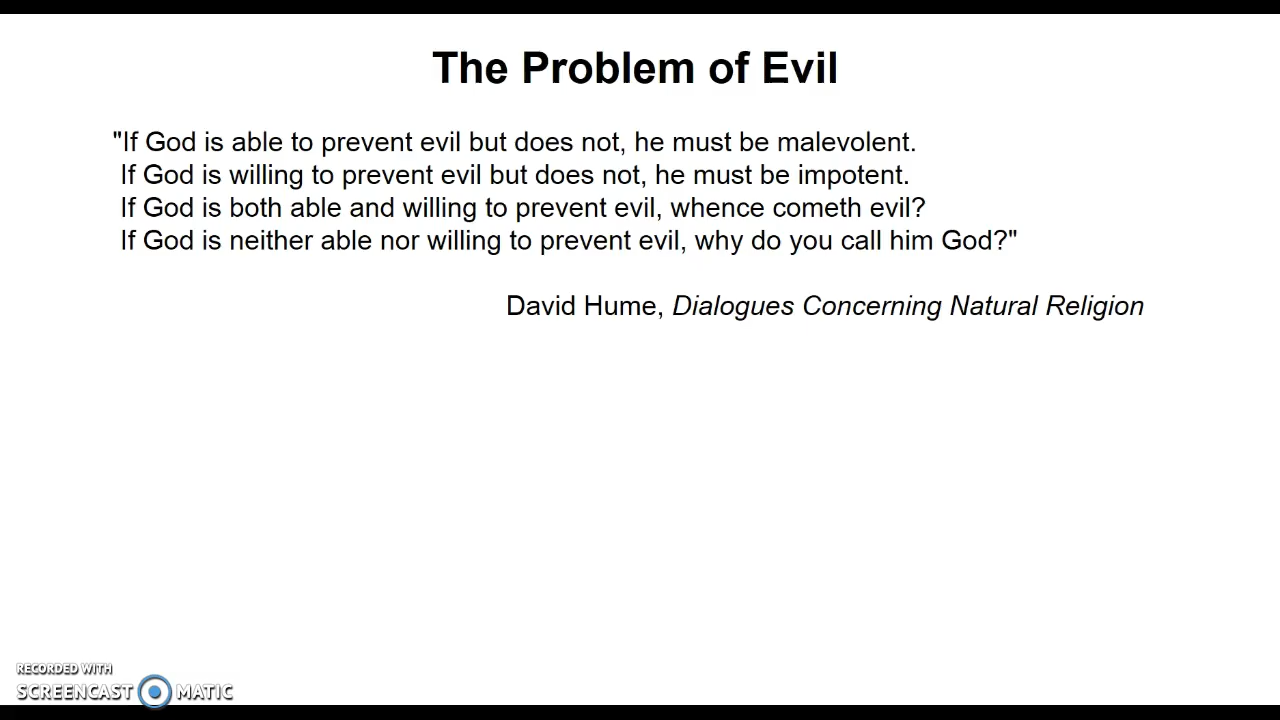 The Problem of Evil
"If God is able to prevent evil but does not, he must be malevolent.
If God is willing to prevent evil but does not, he must be impotent.
If God is both able and willing to prevent evil, whence cometh evil?
If God is neither able nor willing to prevent evil, why do you call him God?"
David Hume, Dialogues Concerning Natural Religion
RECORDED WITH
SCREENCAST MATIC